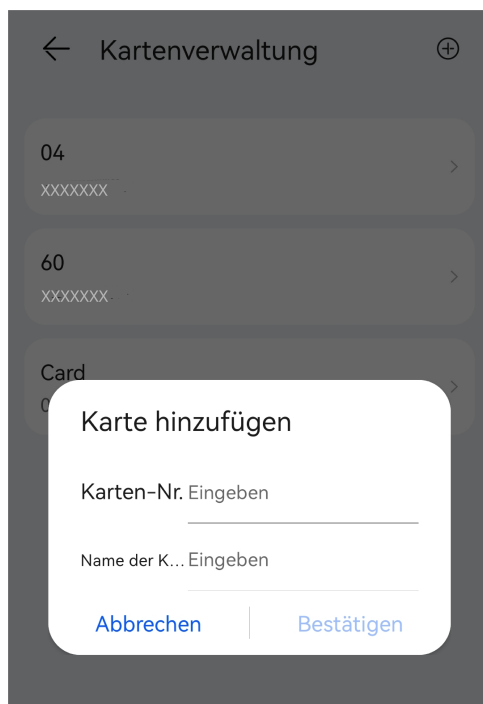 Kartenverwaltung
04
XXXXXXX
60
XXXXXXX
Card
Karte hinzufügen
Karten-Nr. Eingeben
Name der K... Eingeben
Abbrechen Bestätigen